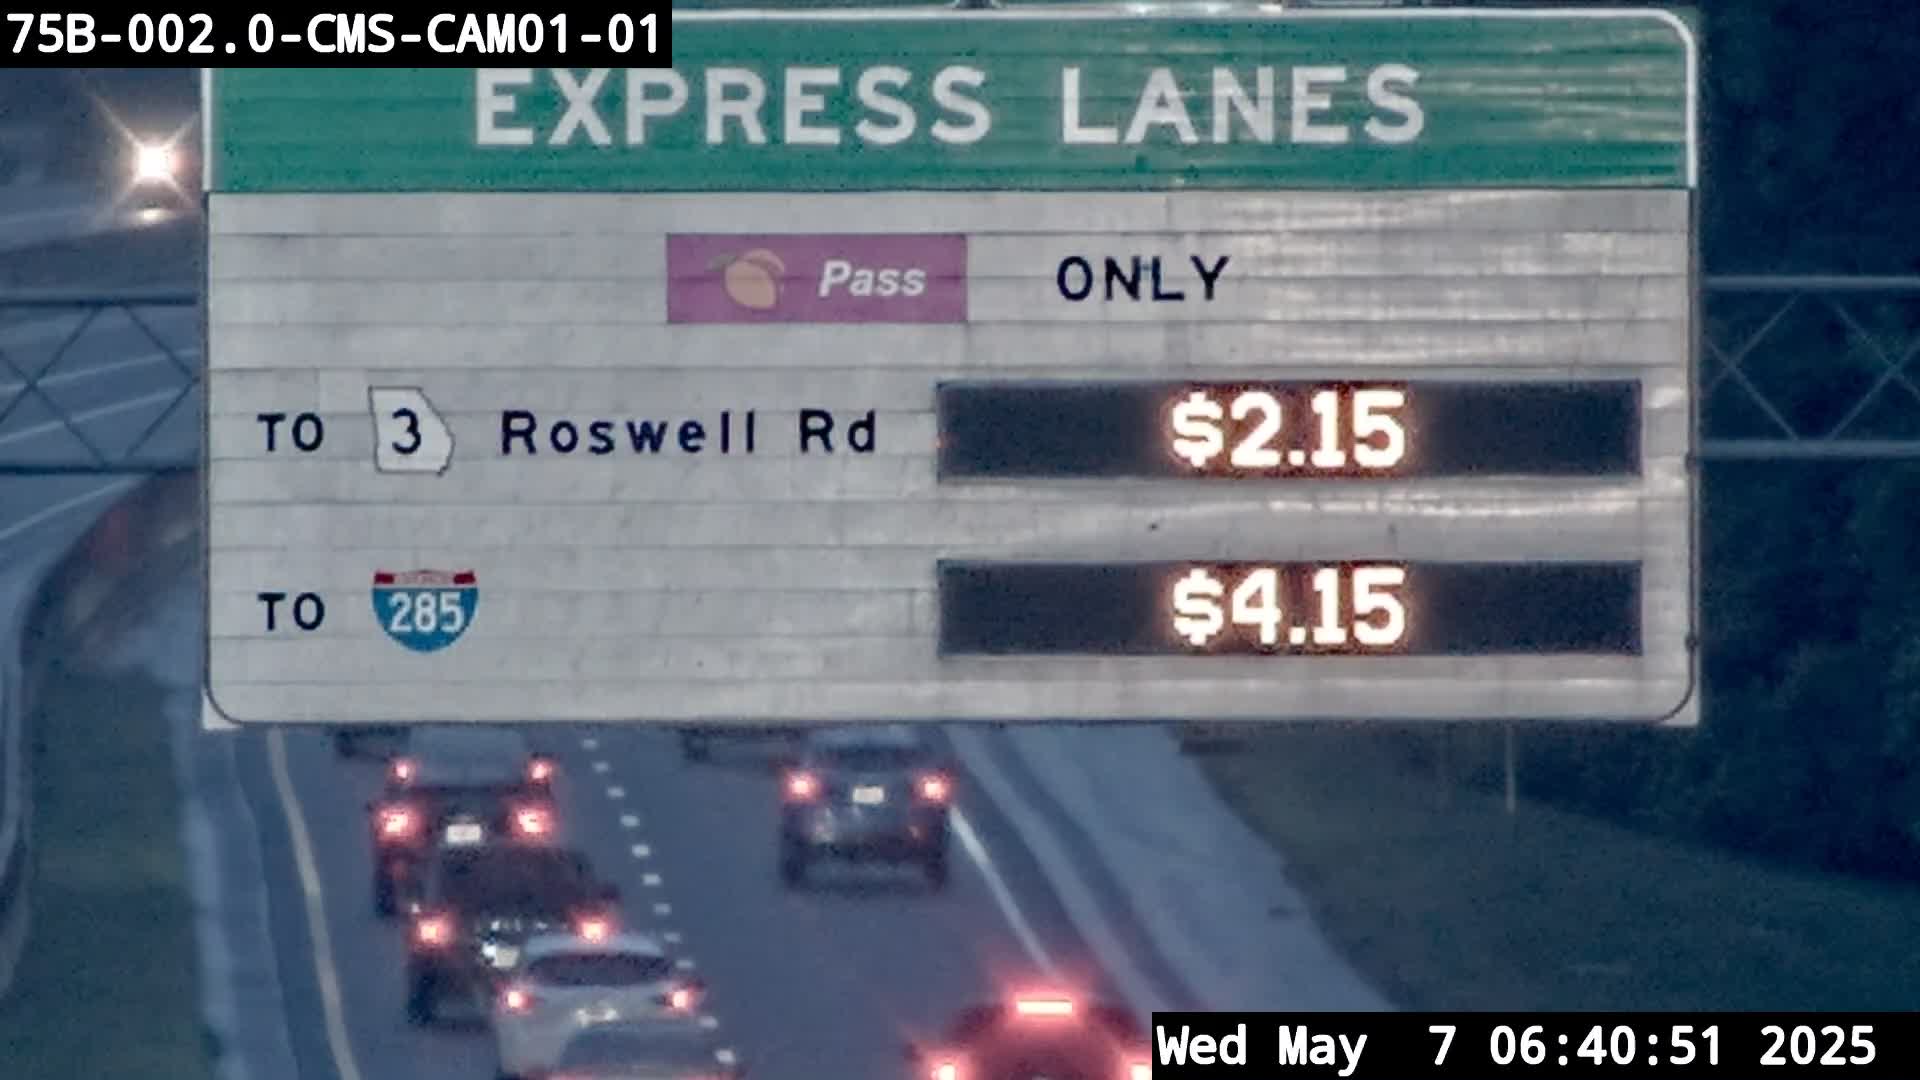 75B-002.0-CMS-CAM01-01
EXPRESS LANES
Pass ONLY
TO 3 Roswell Rd $2.15
TO 285 $4.15
Wed May 7 06:40:51 2025